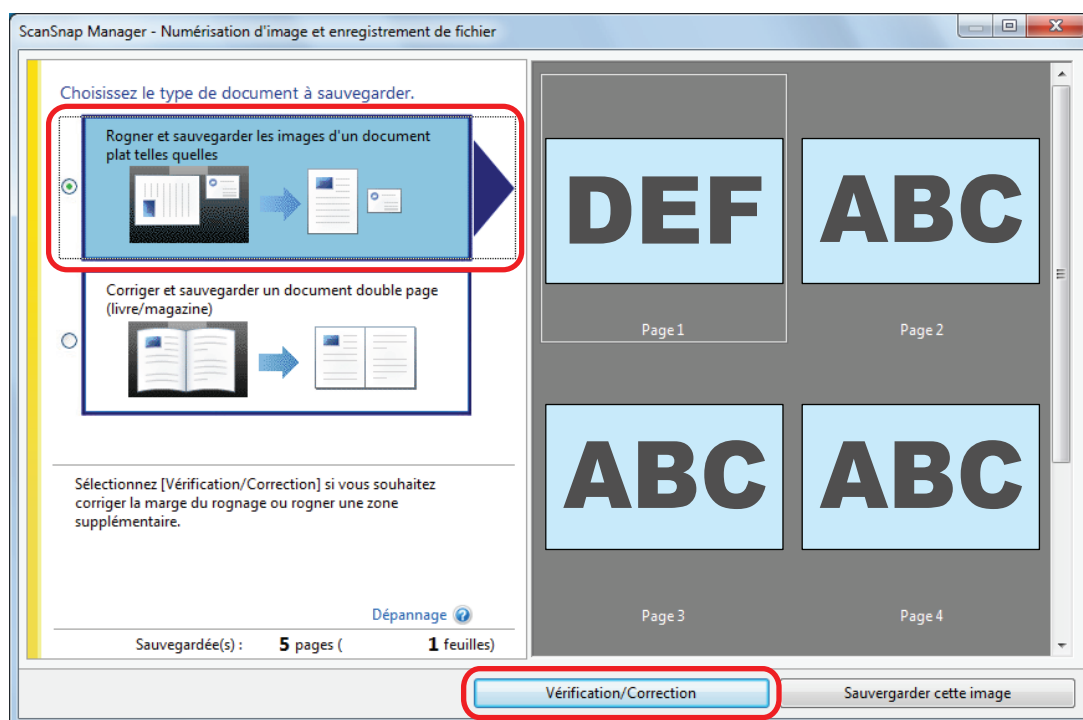 ScanSnap Manager - Numérisation d'image et enregistrement de fichier
Choisissez le type de document à sauvegarder.
Rogner et sauvegarder les images d'un document
plat telles quelles
Corriger et sauvegarder un document double page
(livre/magazine)
Sélectionnez [Vérification/Correction] si vous souhaitez
corriger la marge du rognage ou rogner une zone
supplémentaire.
Dépannage
Sauvegardée(s) : 5 pages ( 1 feuilles)
DEF
ABC
Page 1
Page 2
ABC
ABC
Page 3
Page 4
Vérification/Correction
Sauvergarder cette image